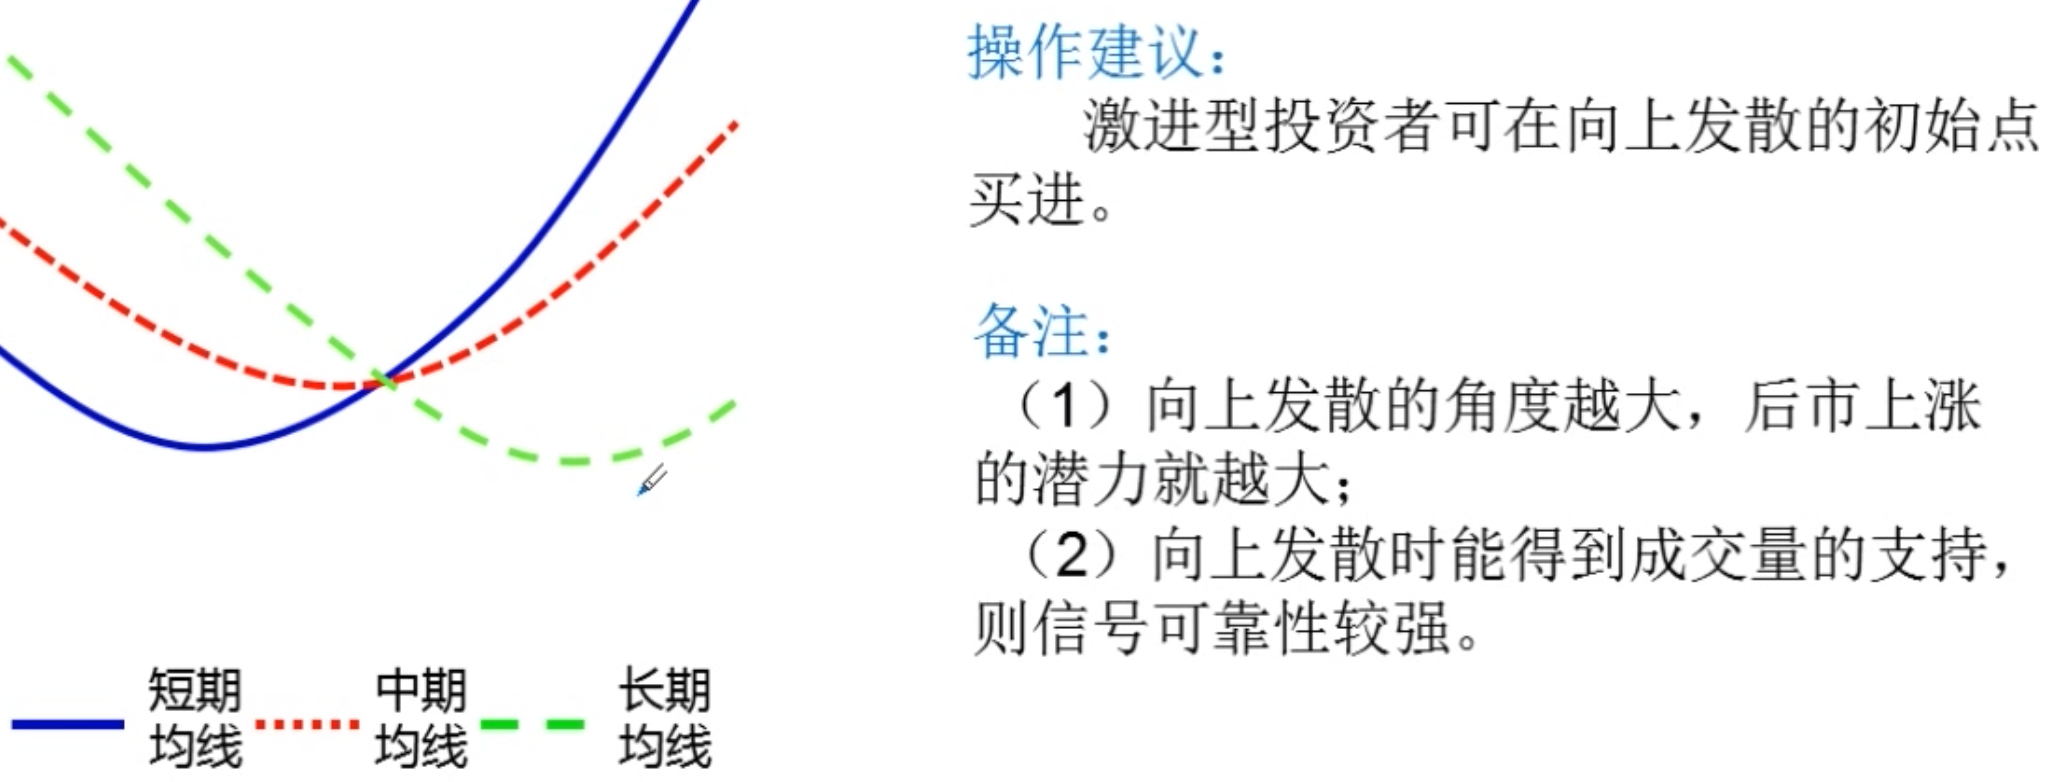 操作建议：
激进型投资者可在向上发散的初始点
买进。
备注：
（1）向上发散的角度越大，后市上涨
的潜力就越大；
（2）向上发散时能得到成交量的支持，
则信号可靠性较强。
短期
均线
中期
均线
长期
均线